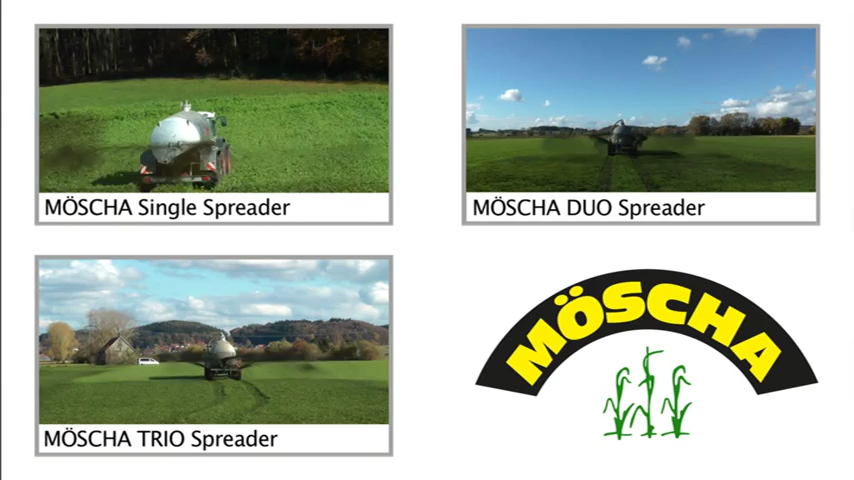 MÖSCHA Single Spreader
MÖSCHA DUO Spreader
MÖSCHA TRIO Spreader
MÖSCHA